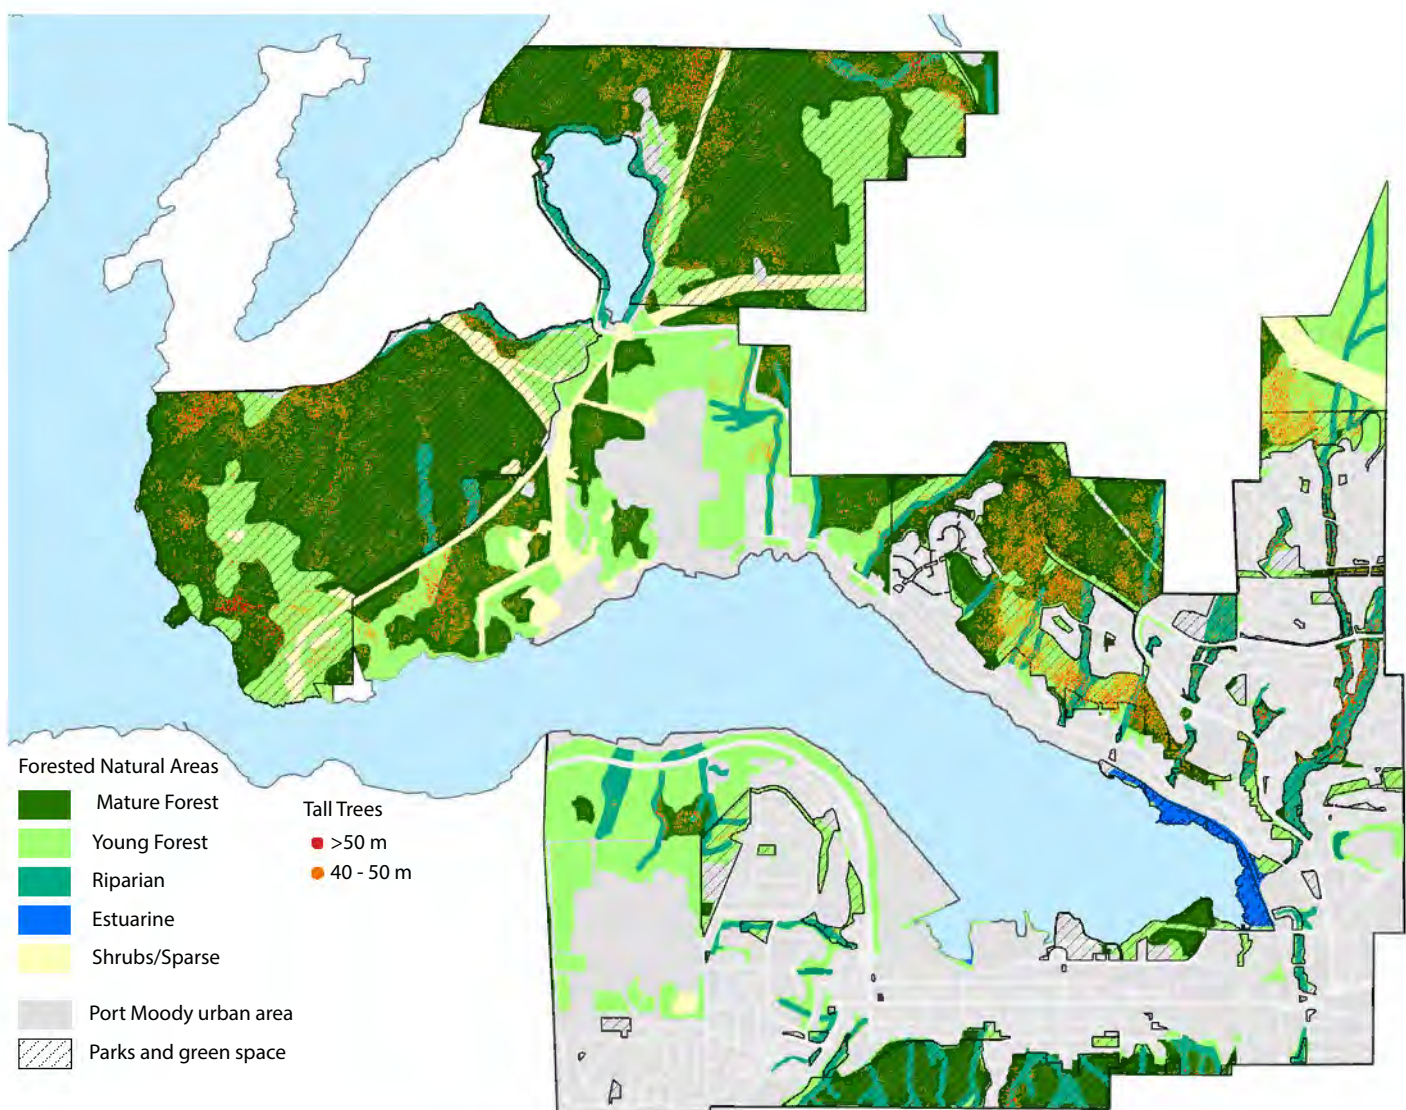 Forested Natural Areas
Mature Forest
Young Forest
Riparian
Estuarine
Shrubs/Sparse
Port Moody urban area
Parks and green space
Tall Trees
>50 m
40 - 50 m